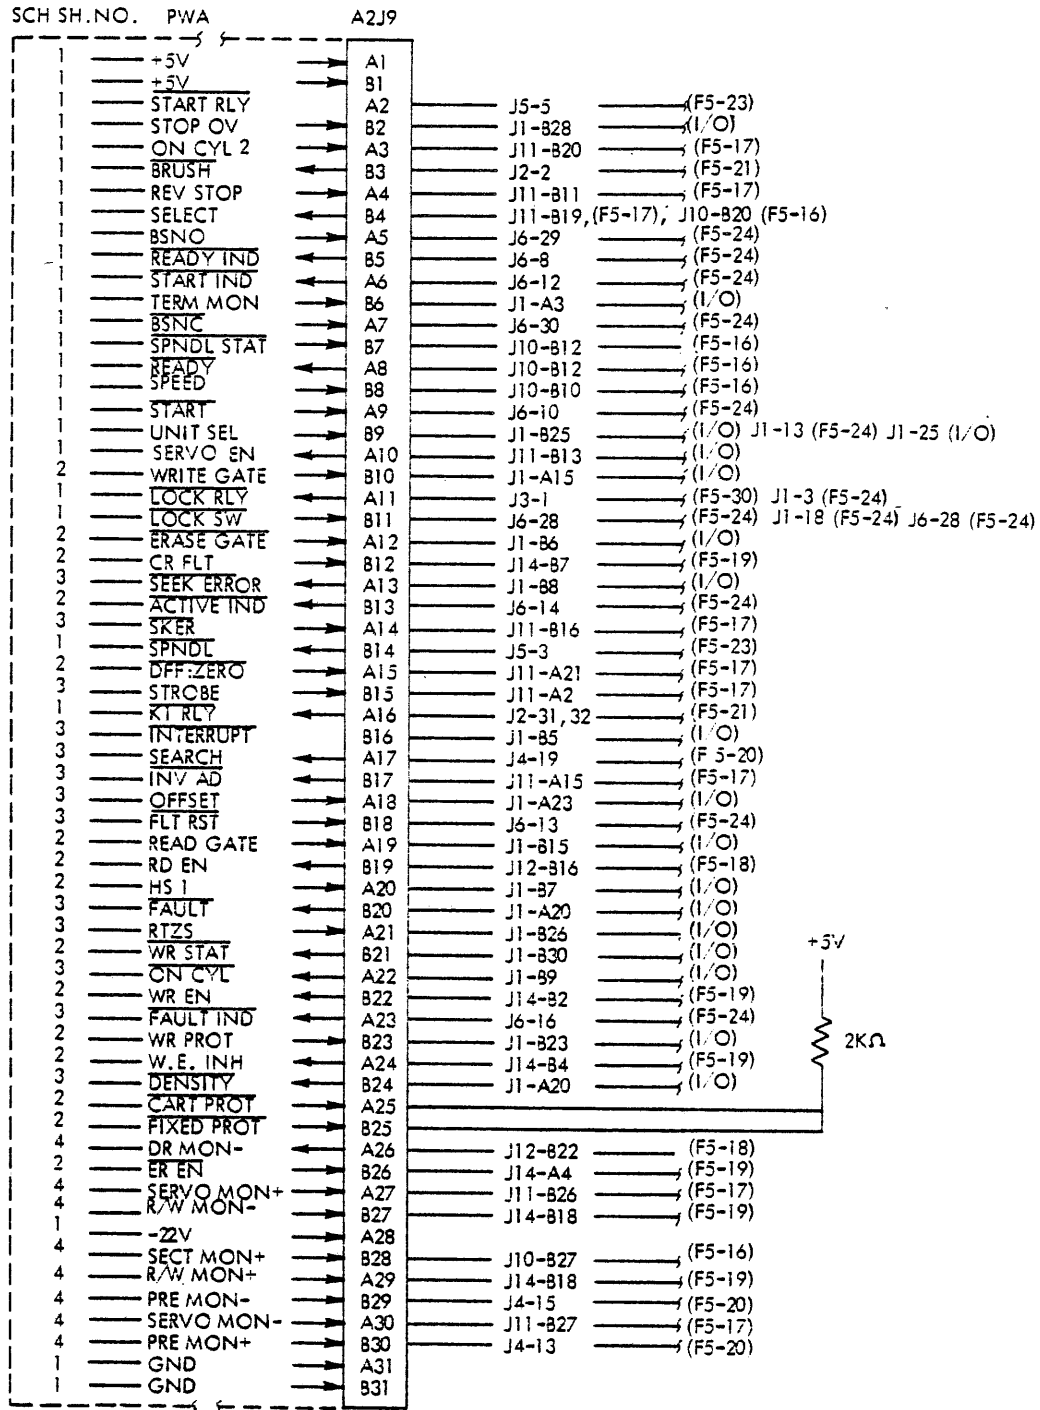 SCH SH.NO. PWA A2J9
1 +5V A1
1 +5V B1
1 START RLY A2 J5-5 (F5-23)
1 STOP OV B2 J1-B28 (I/O)
1 ON CYL 2 A3 J11-B20 (F5-17)
1 BRUSH B3 J2-2 (F5-21)
1 REV STOP A4 J11-B11 (F5-17)
1 SELECT B4 J11-B19,(F5-17), J10-B20 (F5-16)
1 BSNO A5 J6-29 (F5-24)
1 READY IND B5 J6-8 (F5-24)
1 START IND A6 J6-12 (F5-24)
1 TERM MON B6 J1-A3 (I/O)
1 BSNC A7 J6-30 (F5-24)
1 SPNDL STAT B7 J10-B12 (F5-16)
1 READY A8 J10-B12 (F5-16)
1 SPEED B8 J10-B10 (F5-16)
1 START A9 J6-10 (F5-24)
1 UNIT SEL B9 J1-B25 (I/O) J1-13 (F5-24) J1-25 (I/O)
1 SERVO EN A10 J11-B13 (I/O)
2 WRITE GATE B10 J1-A15 (I/O)
1 LOCK RLY A11 J3-1 (F5-30) J1-3 (F5-24)
1 LOCK SW B11 J6-28 (F5-24) J1-18 (F5-24) J6-28 (F5-24)
2 ERASE GATE A12 J1-B6 (I/O)
2 CR FLT B12 J14-B7 (F5-19)
3 SEEK ERROR A13 J1-B8 (I/O)
2 ACTIVE IND B13 J6-14 (F5-24)
3 SKER A14 J11-B16 (F5-17)
1 SPNDL B14 J5-3 (F5-23)
2 DFF:ZERO A15 J11-A21 (F5-17)
3 STROBE B15 J11-A2 (F5-17)
1 K1 RLY A16 J2-31,32 (F5-21)
3 INTERRUPT B16 J1-B5 (I/O)
3 SEARCH A17 J4-19 (F5-20)
3 INV AD B17 J11-A15 (F5-17)
3 OFFSET A18 J1-A23 (I/O)
3 FLT RST B18 J6-13 (F5-24)
2 READ GATE A19 J1-B15 (I/O)
2 RD EN B19 J12-B16 (F5-18)
2 HS 1 A20 J1-B7 (I/O)
3 FAULT B20 J1-A20 (I/O)
3 RTZS A21 J1-B26 (I/O)
2 WR STAT B21 J1-B30 (I/O)
3 ON CYL A22 J1-B9 (I/O)
2 WR EN B22 J14-B2 (F5-19)
3 FAULT IND A23 J6-16 (F5-24)
2 WR PROT B23 J1-B23 (I/O)
2 W.E. INH A24 J14-B4 (F5-19)
3 DENSITY B24 J1-A20 (I/O)
2 CART PROT A25
2 FIXED PROT B25
+5V
2KΩ
4 DR MON- A26 J12-B22 (F5-18)
2 ER EN B26 J14-A4 (F5-19)
4 SERVO MON+ A27 J11-B26 (F5-17)
4 R/W MON- B27 J14-B18 (F5-19)
1 -22V A28
4 SECT MON+ B28 J10-B27 (F5-16)
4 R/W MON+ A29 J14-B18 (F5-19)
4 PRE MON- B29 J4-15 (F5-20)
4 SERVO MON- A30 J11-B27 (F5-17)
4 PRE MON+ B30 J4-13 (F5-20)
1 GND A31
1 GND B31